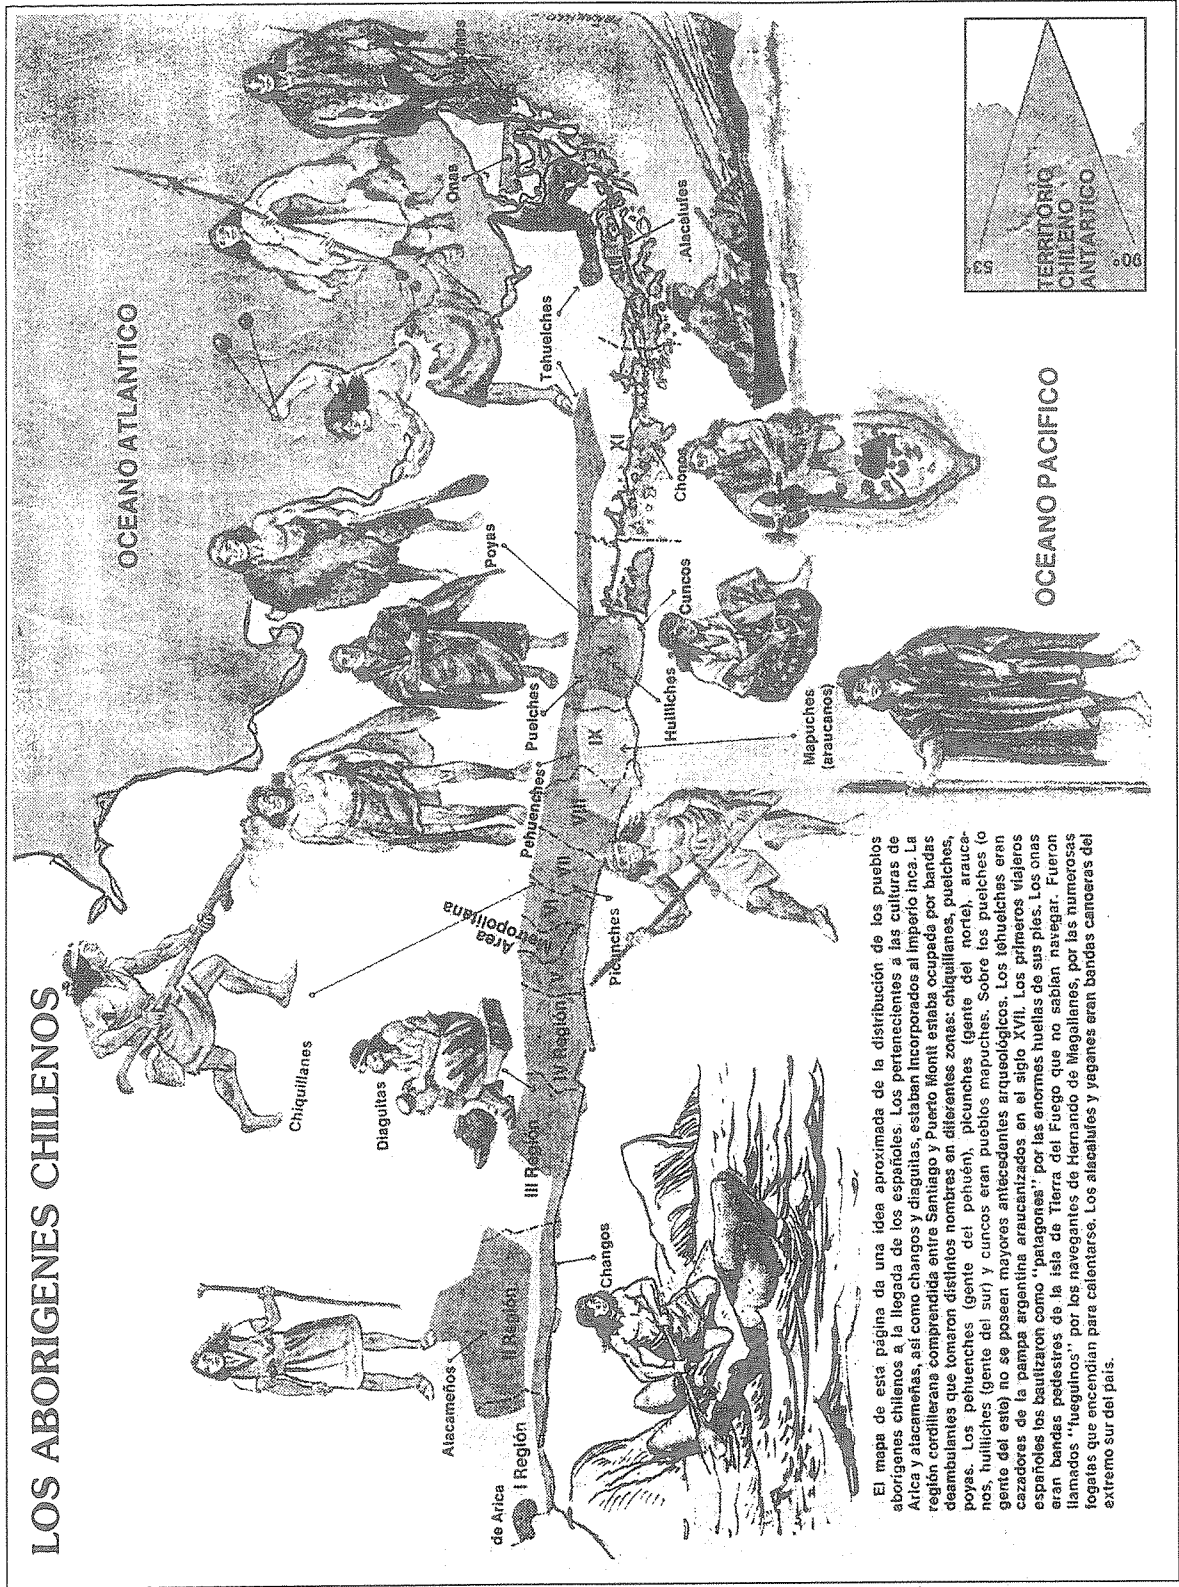 LOS ABORIGENES CHILENOS
OCEANO ATLANTICO
de Arica
I Región
Atacameños
II Región
Changos
III Región
Diaguitas
IV Región
Chiquillanes
V
Area
Metropolitana
VI
VII
Picunches
Pehuenches
VIII
IX
Mapuches
(araucanos)
Puelches
Huilliches
X
Cuncos
Poyas
Chonos
XI
Tehuelches
Alacalufes
Onas
OCEANO PACIFICO
53°
90°
TERRITORIO
CHILENO
ANTARTICO
El mapa de esta página da una idea aproximada de la distribución de los pueblos
aborígenes chilenos a la llegada de los españoles. Los pertenecientes a las culturas de
Arica y atacameñas, así como changos y diaguitas, estaban incorporados al Imperio Inca. La
región cordillerana comprendida entre Santiago y Puerto Montt estaba ocupada por bandas
deambulantes que tomaron distintos nombres en diferentes zonas: chiquillanes, puelches,
poyas. Los pehuenches (gente del pehuén), picunches (gente del norte), arauca-
nos, huilliches (gente del sur) y cuncos eran pueblos mapuches. Sobre los puelches (o
gente del este) no se poseen mayores antecedentes arqueológicos. Los tehuelches eran
cazadores de la pampa argentina araucanizados en el siglo XVII. Los primeros viajeros
españoles los bautizaron como "patagones" por las enormes huellas de sus pies. Los onas
eran bandas pedestres de la isla de Tierra del Fuego que no sabían navegar. Fueron
llamados "fueguinos" por los navegantes de Hernando de Magallanes, por las numerosas
fogatas que encendían para calentarse. Los alacalufes y yaganes eran bandas canoeras del
extremo sur del país.